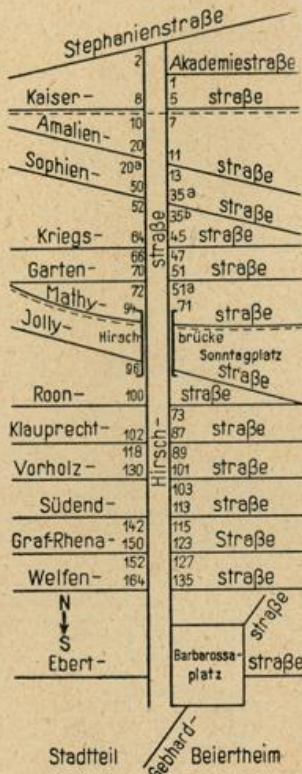 Stephanienstraße
2 Akademiestraße
1
Kaiser- 8 5 straße
Amalien- 10 7
20
Sophien- 20a 11 straße
13
50 35a
52 35b straße
Kriegs- 64 45 straße
66 47
Garten- 70 51 straße
72 51a
Mathy- 94 71 straße
Jolly- Hirsch brücke
Sonntagplatz
96 straße
Roon- 100 straße
73
Klauprecht- 102 87 straße
118 89
Vorholz- 130 101 straße
103
Südend- 113 straße
142 115
Graf-Rhena- 150 123 Straße
152 127
Welfen- 164 135 straße
Hirsch-straße
N
S
straße
Ebert- Barbarossa-
platz straße
Gebhard-
Stadtteil Beiertheim